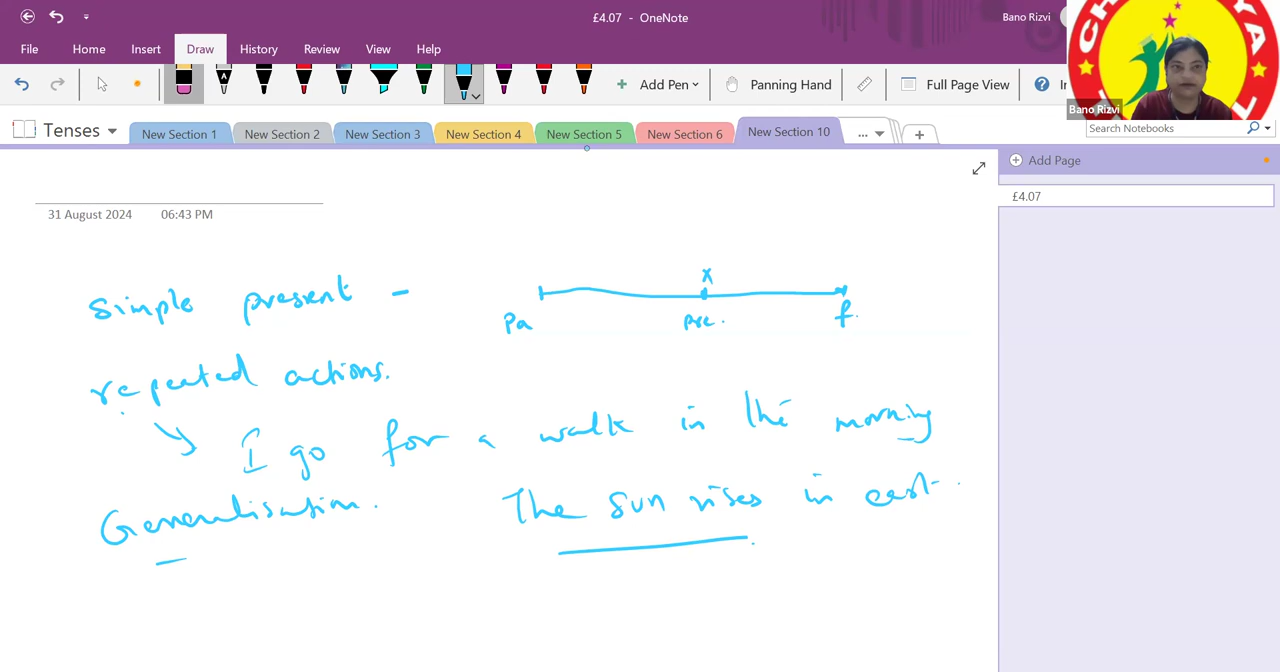 £4.07 - OneNote
Bano Rizvi
File Home Insert Draw History Review View Help
Add Pen
Panning Hand
Full Page View
Bano Rizvi
Tenses
New Section 1
New Section 2
New Section 3
New Section 4
New Section 5
New Section 6
New Section 10
...
Search Notebooks
Add Page
£4.07
31 August 2024 06:43 PM
Simple present -
x
Pa pre. f.
repeated actions.
I go for a walk in the morning
Generalisation. The sun rises in east.